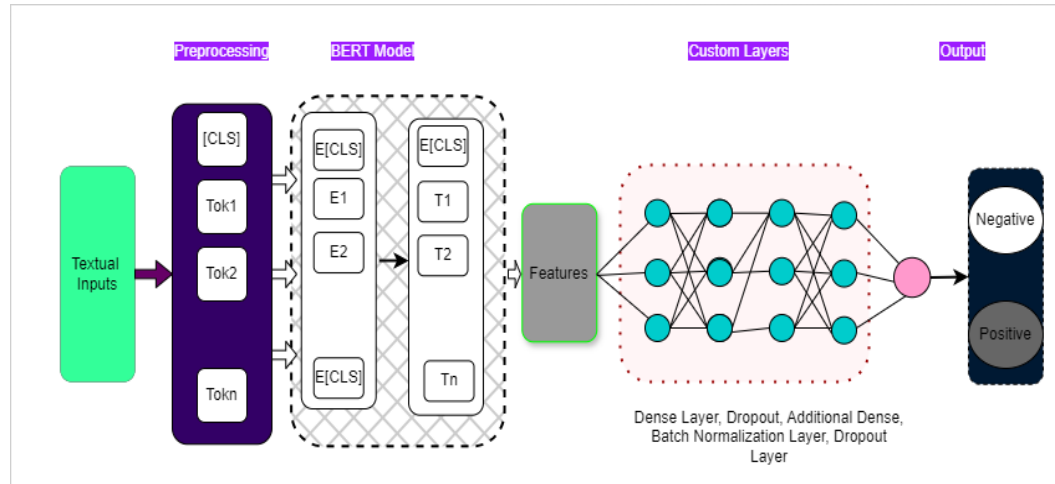 Preprocessing
BERT Model
Custom Layers
Output
Textual
Inputs
[CLS]
Tok1
Tok2
Tokn
E[CLS]
E1
E2
E[CLS]
E[CLS]
T1
T2
Tn
Features
Negative
Positive
Dense Layer, Dropout, Additional Dense,
Batch Normalization Layer, Dropout
Layer